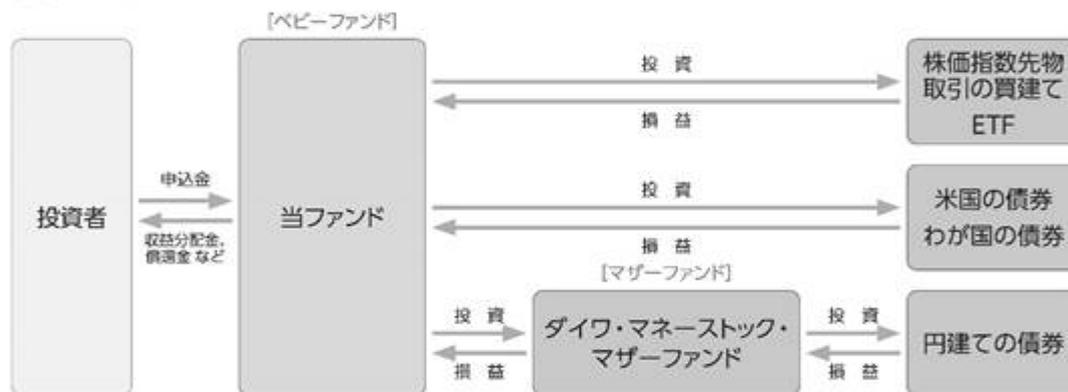 [ベビーファンド]
投資者
申込金
収益分配金、
償還金 など
当ファンド
投 資
損 益
株価指数先物
取引の買建て
ETF
投 資
損 益
米国の債券
わが国の債券
[マザーファンド]
投 資
損 益
ダイワ・マネーストック・
マザーファンド
投 資
損 益
円建ての債券